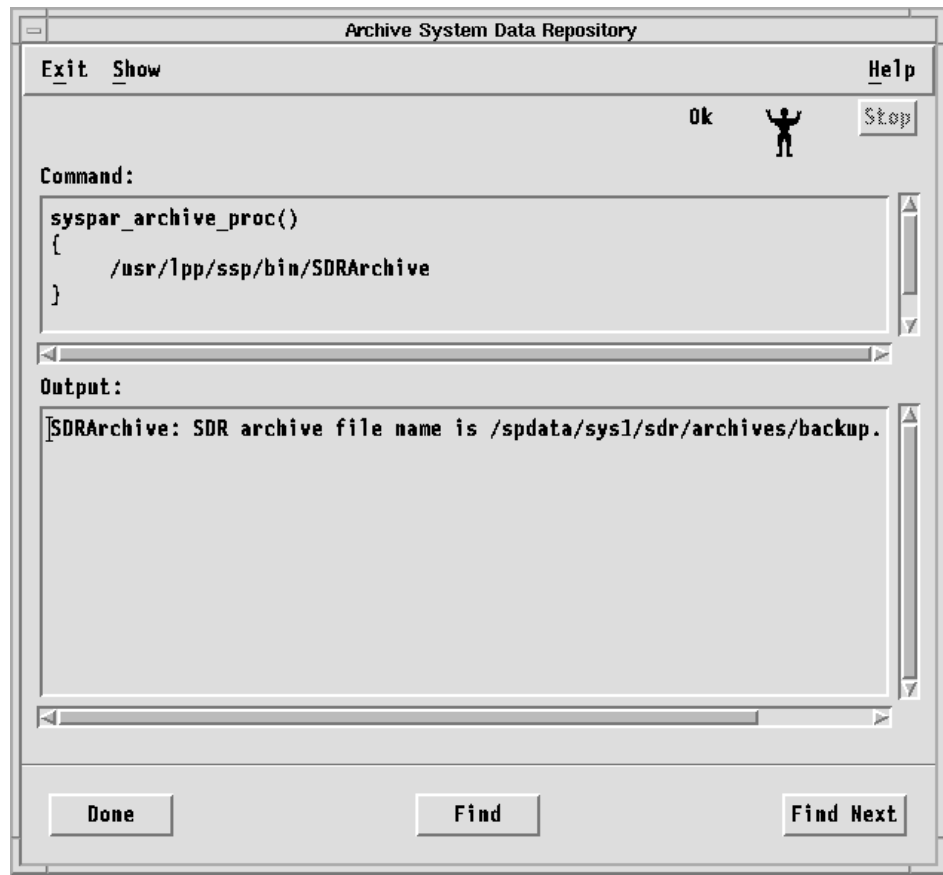 Archive System Data Repository
Exit Show Help
Ok Stop
Command:
syspar_archive_proc()
{
/usr/lpp/ssp/bin/SDRArchive
}
Output:
SDRArchive: SDR archive file name is /spdata/sys1/sdr/archives/backup.
Done Find Find Next